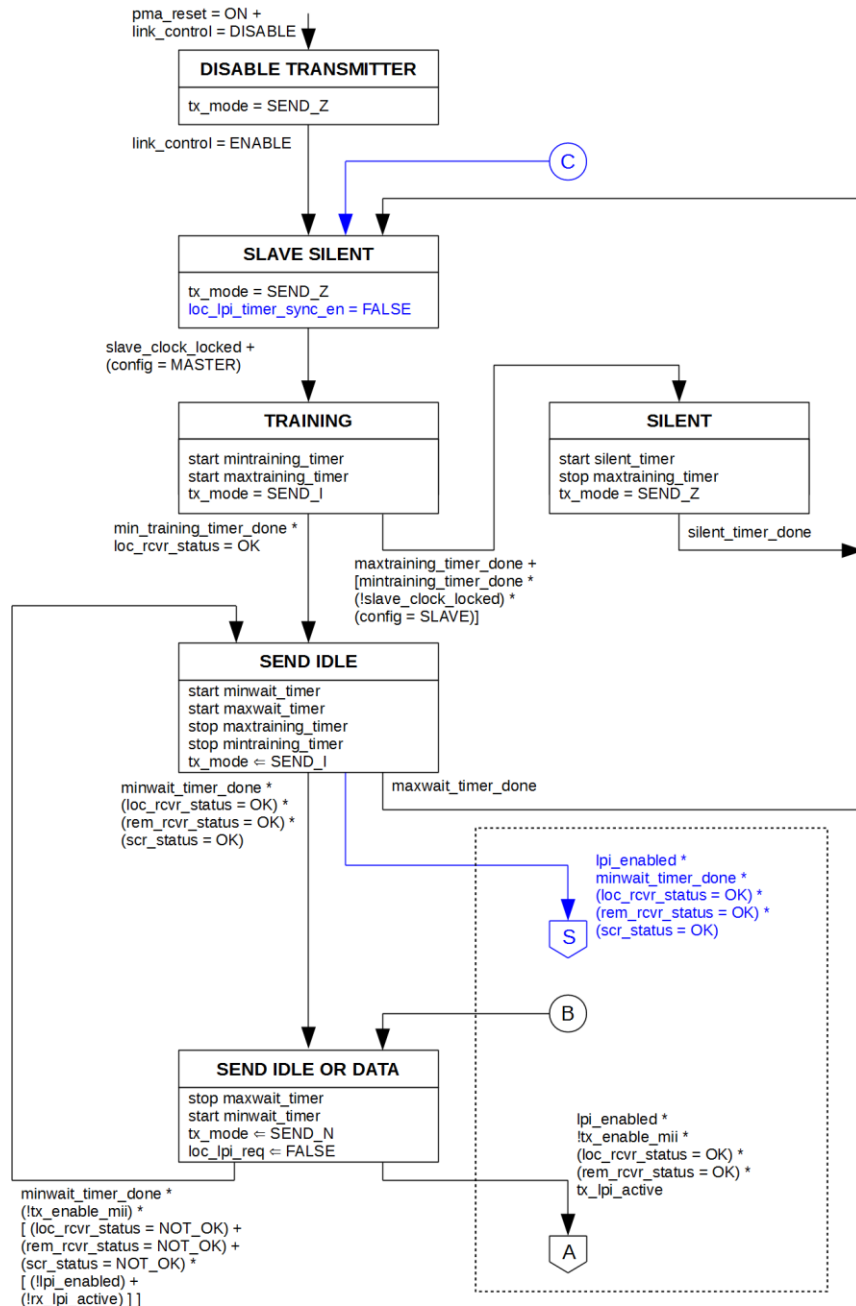 pma_reset = ON +
link_control = DISABLE
DISABLE TRANSMITTER
tx_mode = SEND_Z
link_control = ENABLE
C
SLAVE SILENT
tx_mode = SEND_Z
loc_lpi_timer_sync_en = FALSE
slave_clock_locked +
(config = MASTER)
TRAINING
start mintraining_timer
start maxtraining_timer
tx_mode = SEND_I
SILENT
start silent_timer
stop maxtraining_timer
tx_mode = SEND_Z
min_training_timer_done *
loc_rcvr_status = OK
silent_timer_done
maxtraining_timer_done +
[mintraining_timer_done *
(!slave_clock_locked) *
(config = SLAVE)]
SEND IDLE
start minwait_timer
start maxwait_timer
stop maxtraining_timer
stop mintraining_timer
tx_mode ⇐ SEND_I
minwait_timer_done *
(loc_rcvr_status = OK) *
(rem_rcvr_status = OK) *
(scr_status = OK)
maxwait_timer_done
lpi_enabled *
minwait_timer_done *
(loc_rcvr_status = OK) *
(rem_rcvr_status = OK) *
(scr_status = OK)
S
B
SEND IDLE OR DATA
stop maxwait_timer
start minwait_timer
tx_mode ⇐ SEND_N
loc_lpi_req ⇐ FALSE
lpi_enabled *
!tx_enable_mii *
(loc_rcvr_status = OK) *
(rem_rcvr_status = OK) *
tx_lpi_active
A
minwait_timer_done *
(!tx_enable_mii) *
[ (loc_rcvr_status = NOT_OK) +
(rem_rcvr_status = NOT_OK) +
(scr_status = NOT_OK) *
[ (!lpi_enabled) +
(!rx_lpi_active) ] ]